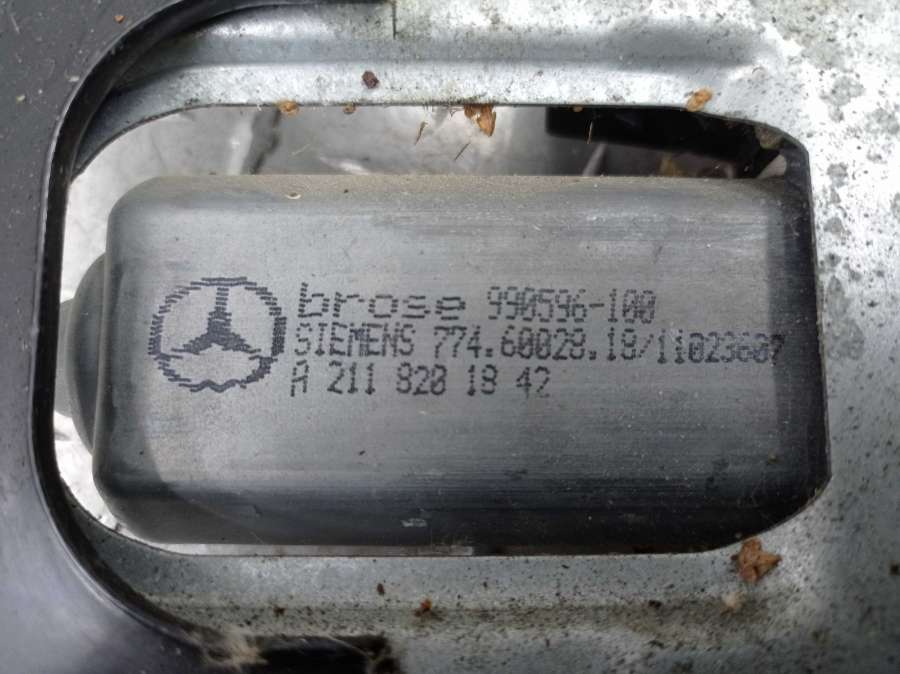 brose 990596-100
SIEMENS 774.60028.18/11023607
A 211 820 18 42